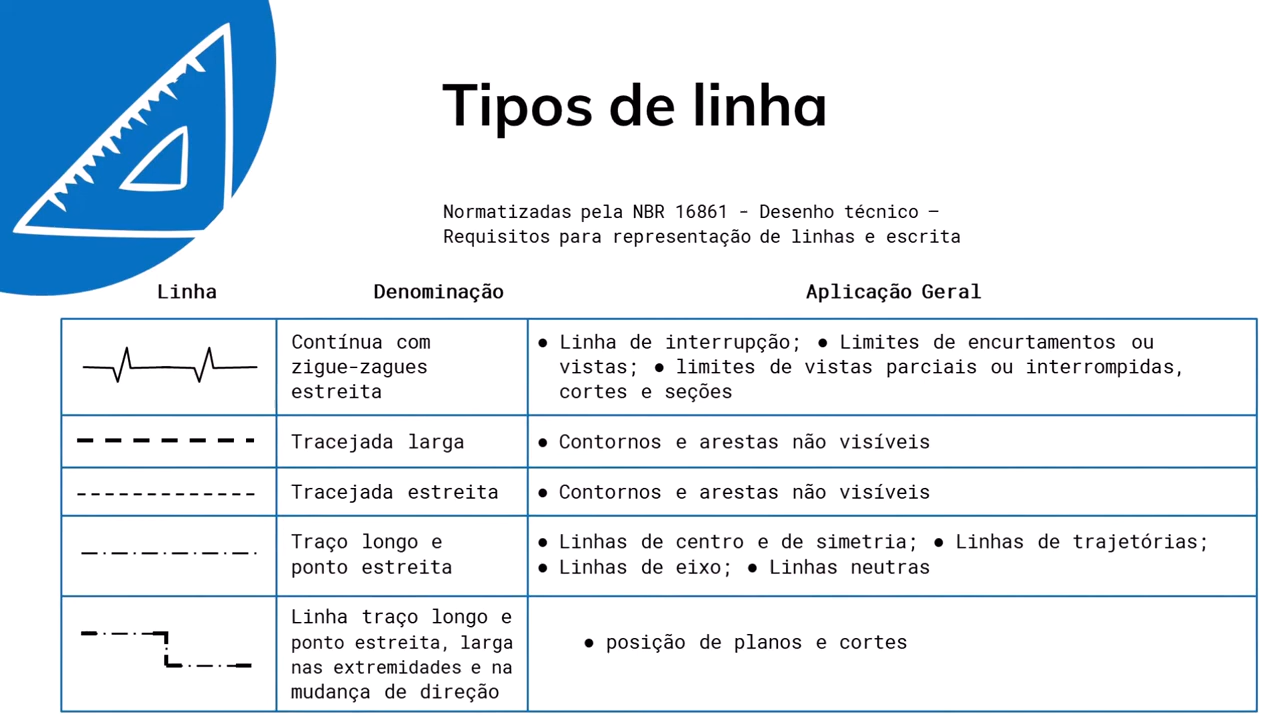 Tipos de linha
Normatizadas pela NBR 16861 - Desenho técnico –
Requisitos para representação de linhas e escrita
Linha Denominação Aplicação Geral
Contínua com
zigue-zagues
estreita
● Linha de interrupção; ● Limites de encurtamentos ou
vistas; ● limites de vistas parciais ou interrompidas,
cortes e seções
Tracejada larga
● Contornos e arestas não visíveis
Tracejada estreita
● Contornos e arestas não visíveis
Traço longo e
ponto estreita
● Linhas de centro e de simetria; ● Linhas de trajetórias;
● Linhas de eixo; ● Linhas neutras
Linha traço longo e
ponto estreita, larga
nas extremidades e na
mudança de direção
● posição de planos e cortes